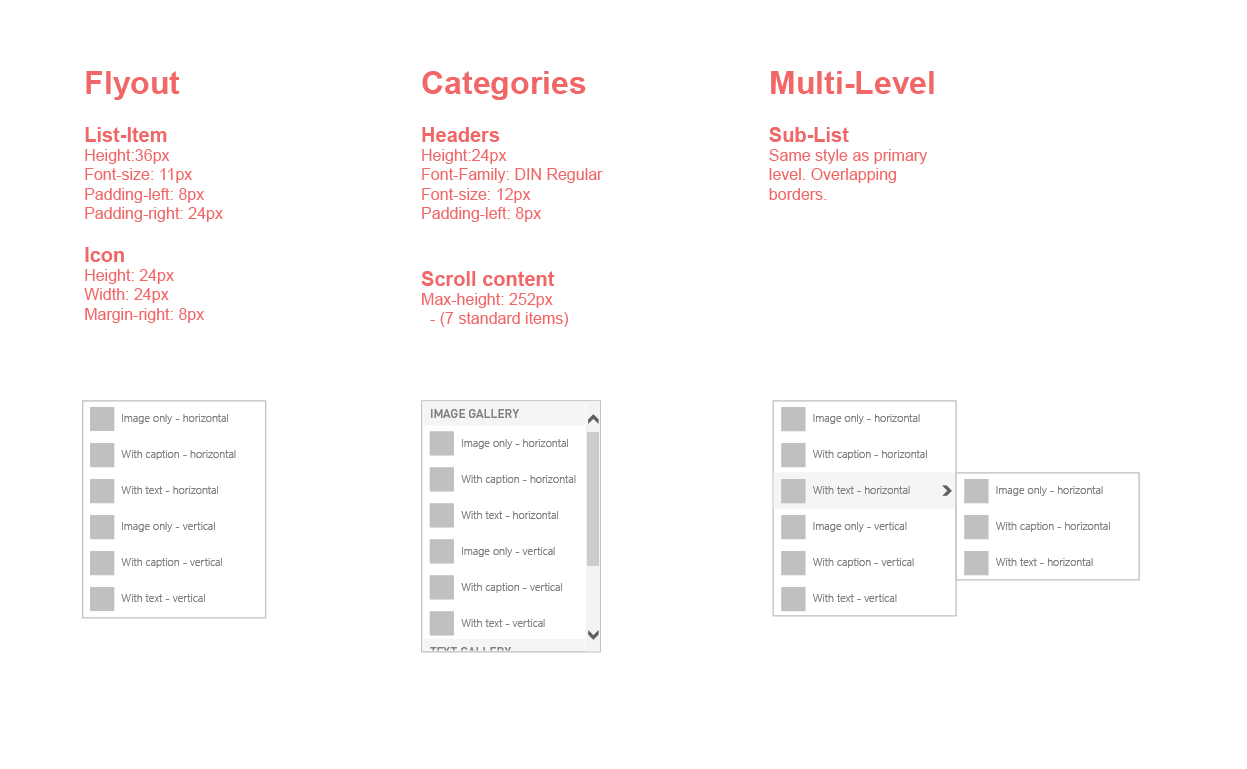 Flyout
List-Item
Height:36px
Font-size: 11px
Padding-left: 8px
Padding-right: 24px
Icon
Height: 24px
Width: 24px
Margin-right: 8px
Image only - horizontal
With caption - horizontal
With text - horizontal
Image only - vertical
With caption - vertical
With text - vertical
Categories
Headers
Height:24px
Font-Family: DIN Regular
Font-size: 12px
Padding-left: 8px
Scroll content
Max-height: 252px
- (7 standard items)
IMAGE GALLERY
Image only - horizontal
With caption - horizontal
With text - horizontal
Image only - vertical
With caption - vertical
With text - vertical
TEXT GALLERY
Multi-Level
Sub-List
Same style as primary
level. Overlapping
borders.
Image only - horizontal
With caption - horizontal
With text - horizontal
Image only - vertical
With caption - vertical
With text - vertical
Image only - horizontal
With caption - horizontal
With text - horizontal